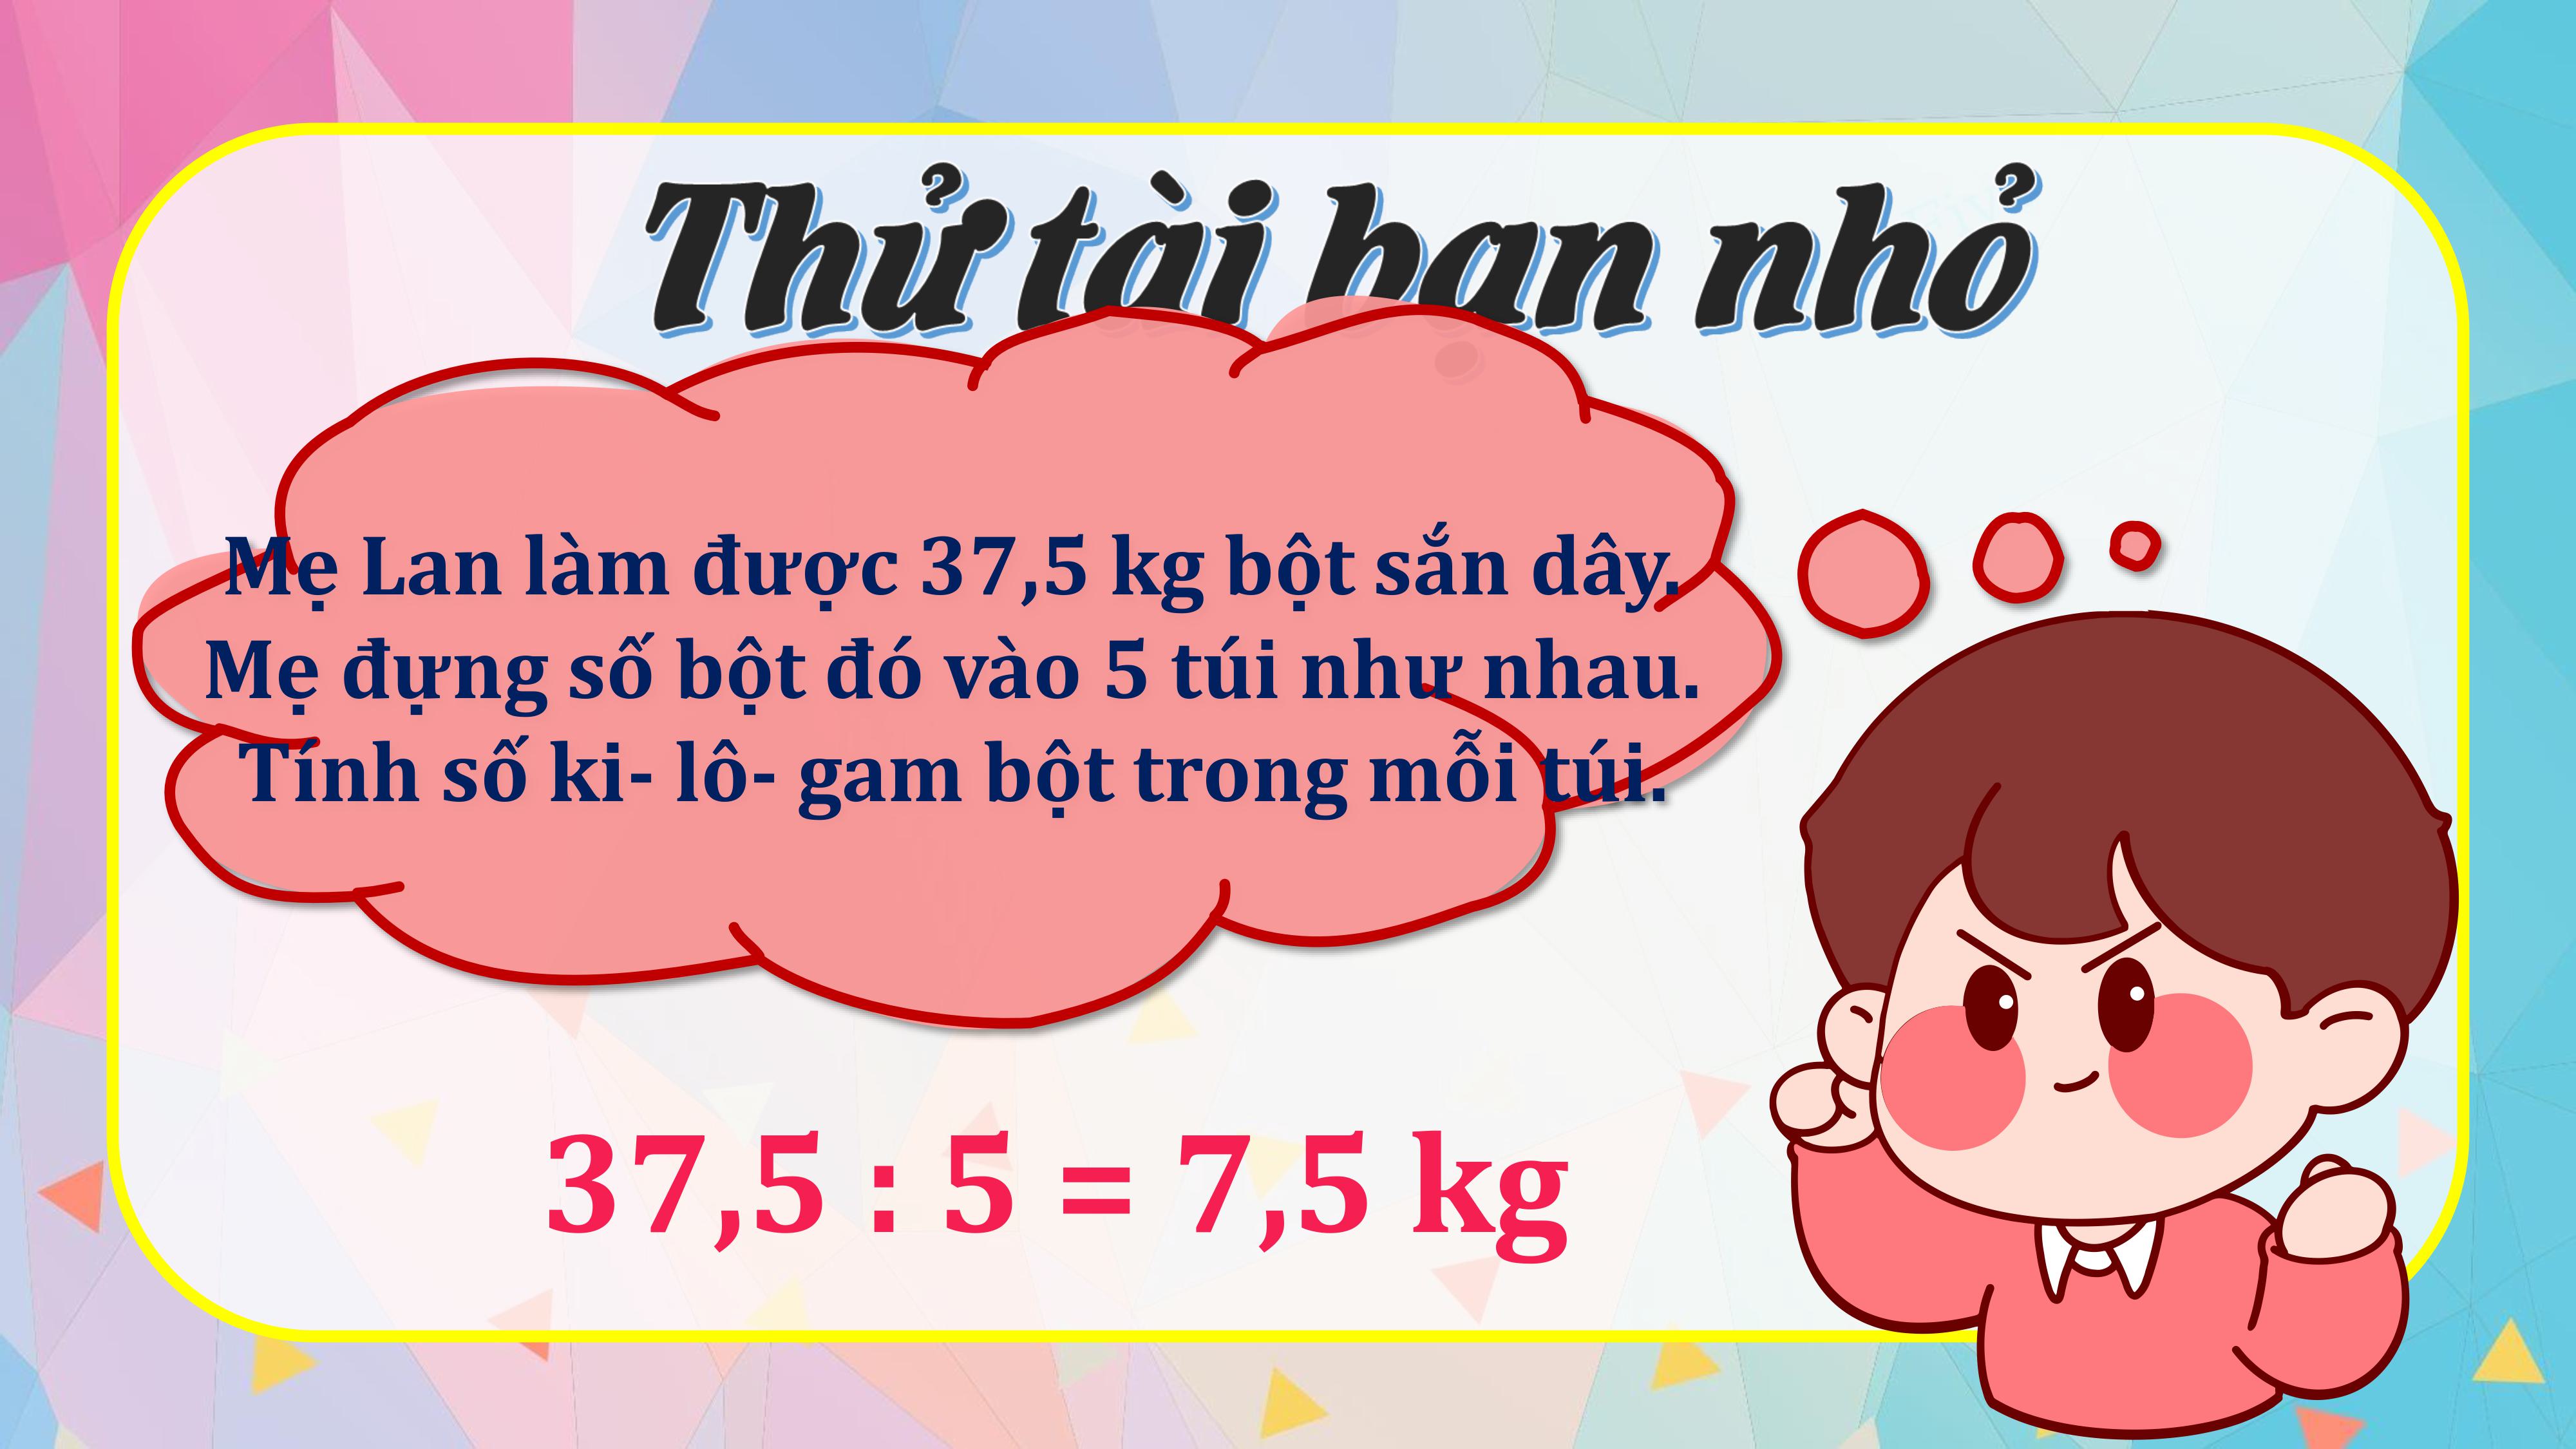 Thử tài bạn nhỏ
Mẹ Lan làm được 37,5 kg bột sắn dây.
Mẹ đựng số bột đó vào 5 túi như nhau.
Tính số ki- lô- gam bột trong mỗi túi.
37,5 : 5 = 7,5 kg